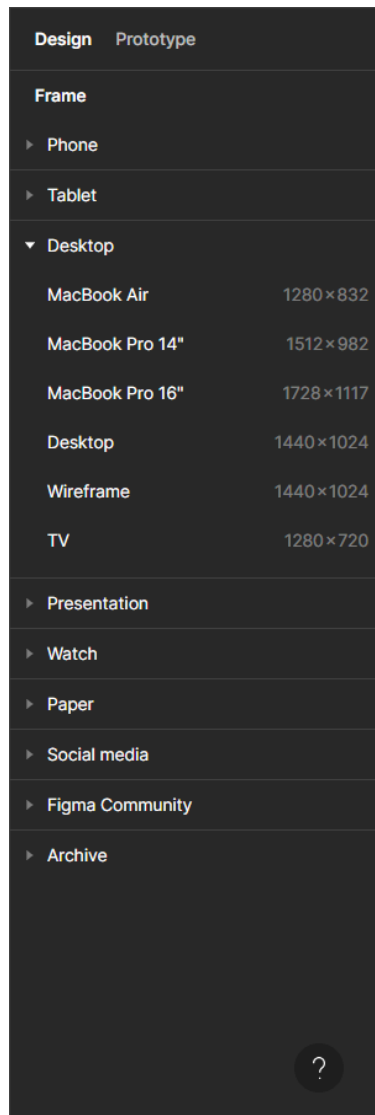 Design Prototype
Frame
Phone
Tablet
Desktop
MacBook Air 1280×832
MacBook Pro 14" 1512×982
MacBook Pro 16" 1728×1117
Desktop 1440×1024
Wireframe 1440×1024
TV 1280×720
Presentation
Watch
Paper
Social media
Figma Community
Archive
?